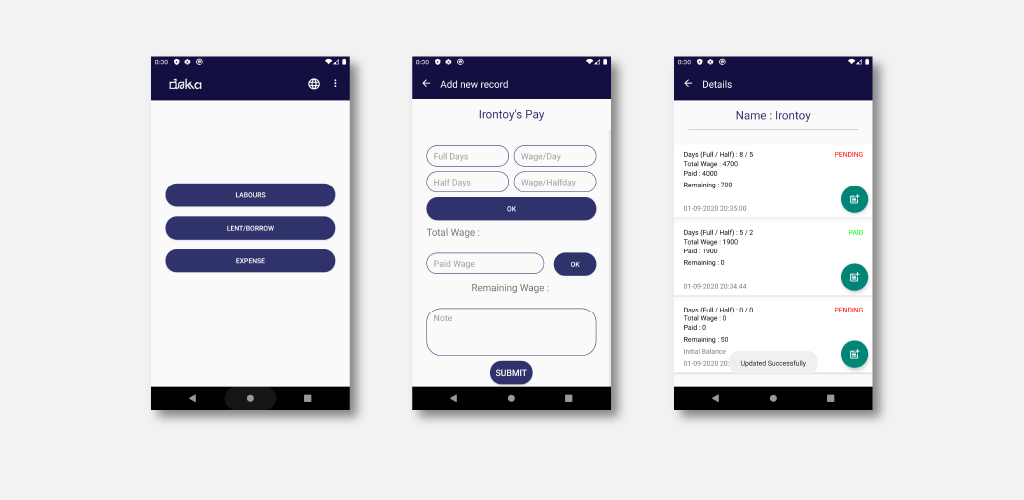 0:30
daka
LABOURS
LENT/BORROW
EXPENSE
0:30
Add new record
Irontoy's Pay
Full Days
Wage/Day
Half Days
Wage/Halfday
OK
Total Wage :
Paid Wage
OK
Remaining Wage :
Note
SUBMIT
0:30
Details
Name : Irontoy
Days (Full / Half) : 8 / 5
PENDING
Total Wage : 4700
Paid : 4000
Remaining : 700
01-09-2020 20:35:00
Days (Full / Half) : 5 / 2
PAID
Total Wage : 1900
Paid : 1900
Remaining : 0
01-09-2020 20:34:44
Days (Full / Half) : 0 / 0
PENDING
Total Wage : 0
Paid : 0
Remaining : 50
Initial Balance
01-09-2020 20:
Updated Successfully